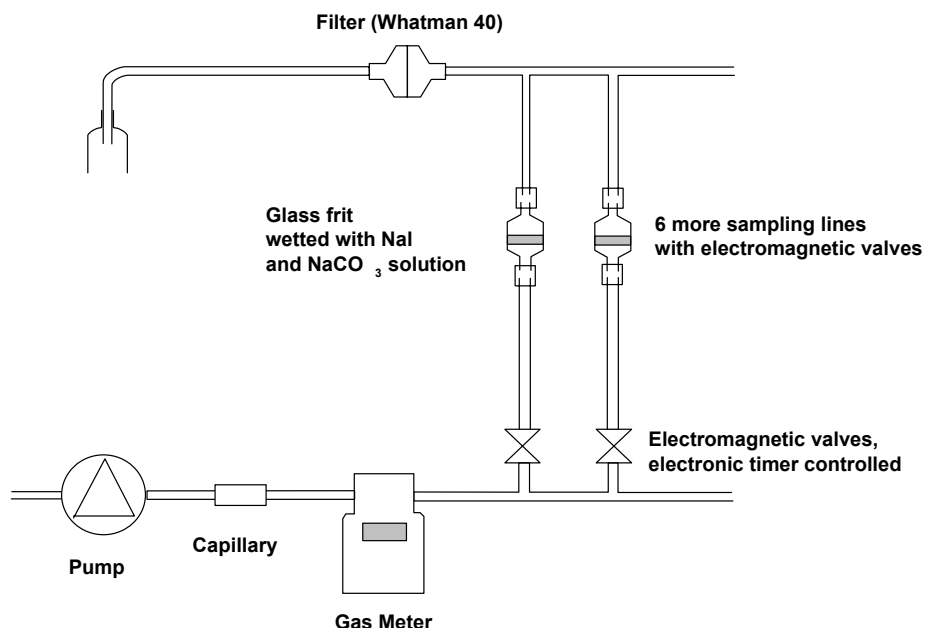 Filter (Whatman 40)
Glass frit
wetted with NaI
and NaCO 3 solution
6 more sampling lines
with electromagnetic valves
Electromagnetic valves,
electronic timer controlled
Capillary
Pump
Gas Meter